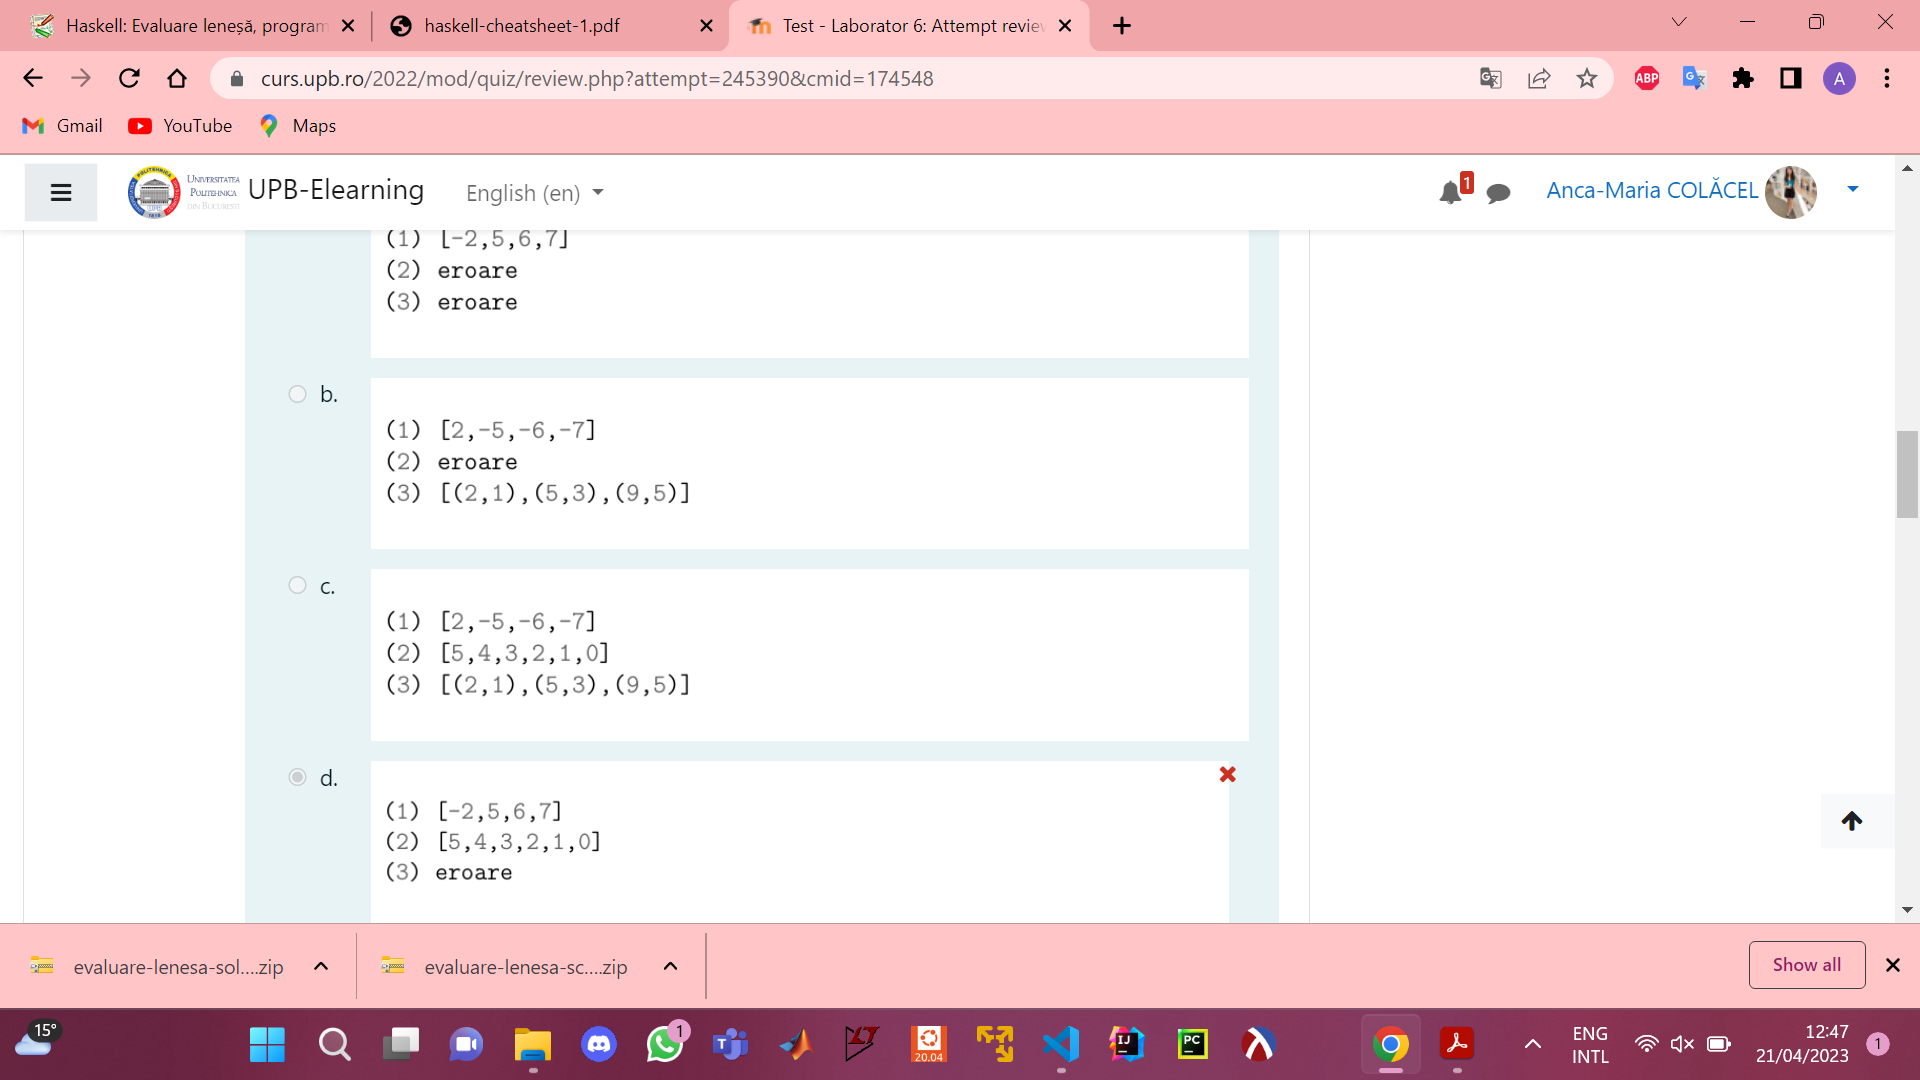 Haskell: Evaluare leneșă, program
haskell-cheatsheet-1.pdf
Test - Laborator 6: Attempt review
curs.upb.ro/2022/mod/quiz/review.php?attempt=245390&cmid=174548
ABP
A
Gmail
YouTube
Maps
UNIVERSITATEA
POLITEHNICA
DIN BUCUREȘTI
UPB-Elearning
English (en)
1
Anca-Maria COLĂCEL
(1) [-2,5,6,7]
(2) eroare
(3) eroare
b.
(1) [2,-5,-6,-7]
(2) eroare
(3) [(2,1),(5,3),(9,5)]
c.
(1) [2,-5,-6,-7]
(2) [5,4,3,2,1,0]
(3) [(2,1),(5,3),(9,5)]
d.
(1) [-2,5,6,7]
(2) [5,4,3,2,1,0]
(3) eroare
evaluare-lenesa-sol....zip
evaluare-lenesa-sc....zip
Show all
15°
1
20.04
IJ
PC
ENG
INTL
12:47
21/04/2023
1